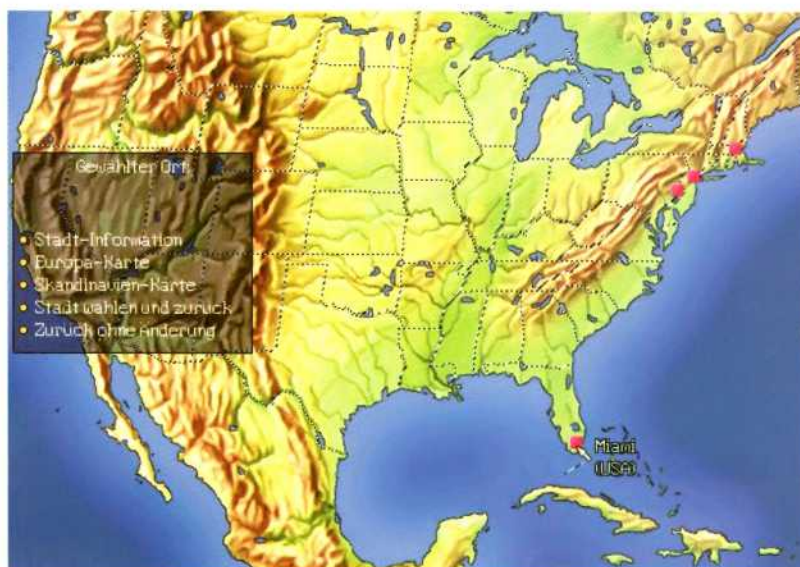 Gewählter Ort:
Stadt-Information
Europa-Karte
Skandinavien-Karte
Stadt wählen und zurück
Zurück ohne Änderung
Miami
(USA)